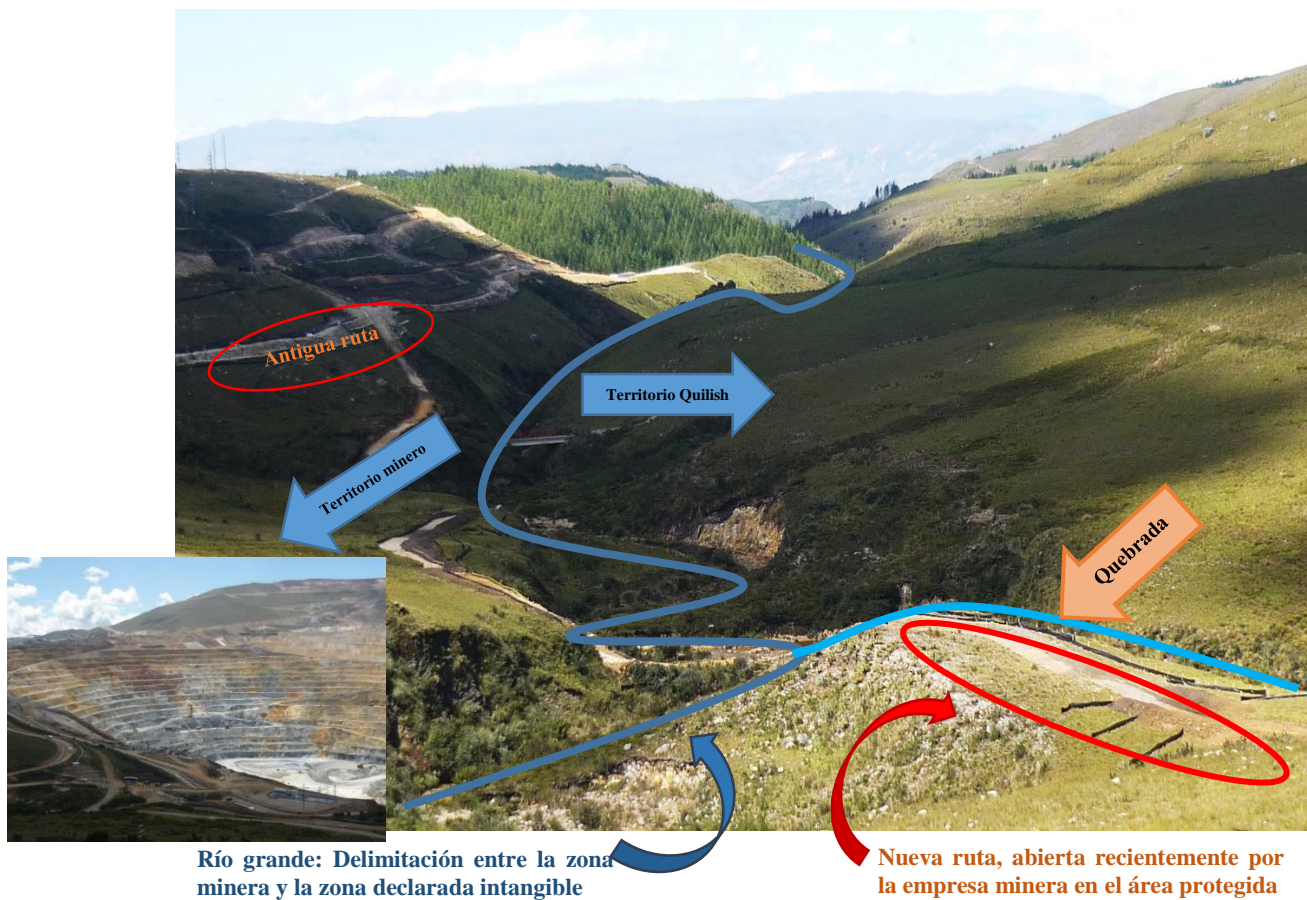 Antigua ruta
Territorio Quilish
Territorio minero
Quebrada
Río grande: Delimitación entre la zona
minera y la zona declarada intangible
Nueva ruta, abierta recientemente por
la empresa minera en el área protegida